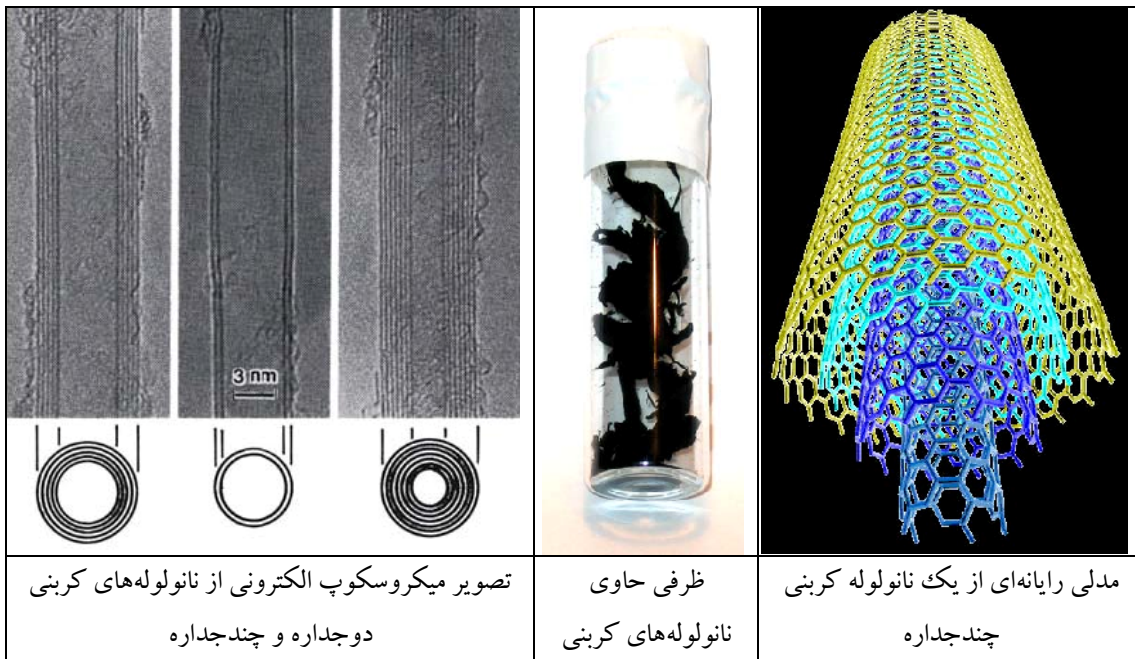 3 nm
مدلی رایانه‌ای از یک نانولوله کربنی
چندجداره
ظرفی حاوی
نانولوله‌های کربنی
تصویر میکروسکوپ الکترونی از نانولوله‌های کربنی
دوجداره و چندجداره